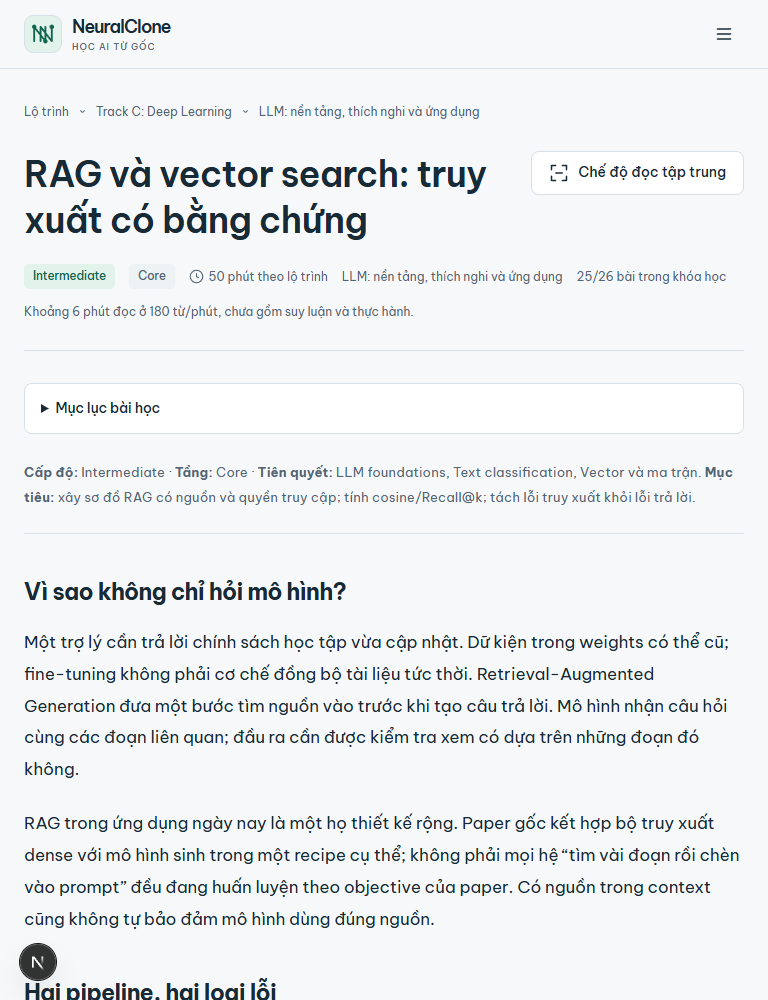 NeuralClone
HỌC AI TỪ GỐC
Lộ trình
Track C: Deep Learning
LLM: nền tảng, thích nghi và ứng dụng
RAG và vector search: truy
xuất có bằng chứng
Chế độ đọc tập trung
Intermediate
Core
50 phút theo lộ trình
LLM: nền tảng, thích nghi và ứng dụng
25/26 bài trong khóa học
Khoảng 6 phút đọc ở 180 từ/phút, chưa gồm suy luận và thực hành.
Mục lục bài học
Cấp độ: Intermediate · Tầng: Core · Tiên quyết: LLM foundations, Text classification, Vector và ma trận. Mục
tiêu: xây sơ đồ RAG có nguồn và quyền truy cập; tính cosine/Recall@k; tách lỗi truy xuất khỏi lỗi trả lời.
Vì sao không chỉ hỏi mô hình?
Một trợ lý cần trả lời chính sách học tập vừa cập nhật. Dữ kiện trong weights có thể cũ;
fine-tuning không phải cơ chế đồng bộ tài liệu tức thời. Retrieval-Augmented
Generation đưa một bước tìm nguồn vào trước khi tạo câu trả lời. Mô hình nhận câu hỏi
cùng các đoạn liên quan; đầu ra cần được kiểm tra xem có dựa trên những đoạn đó
không.
RAG trong ứng dụng ngày nay là một họ thiết kế rộng. Paper gốc kết hợp bộ truy xuất
dense với mô hình sinh trong một recipe cụ thể; không phải mọi hệ “tìm vài đoạn rồi chèn
vào prompt” đều đang huấn luyện theo objective của paper. Có nguồn trong context
cũng không tự bảo đảm mô hình dùng đúng nguồn.
N
Hai pipeline, hai loại lỗi